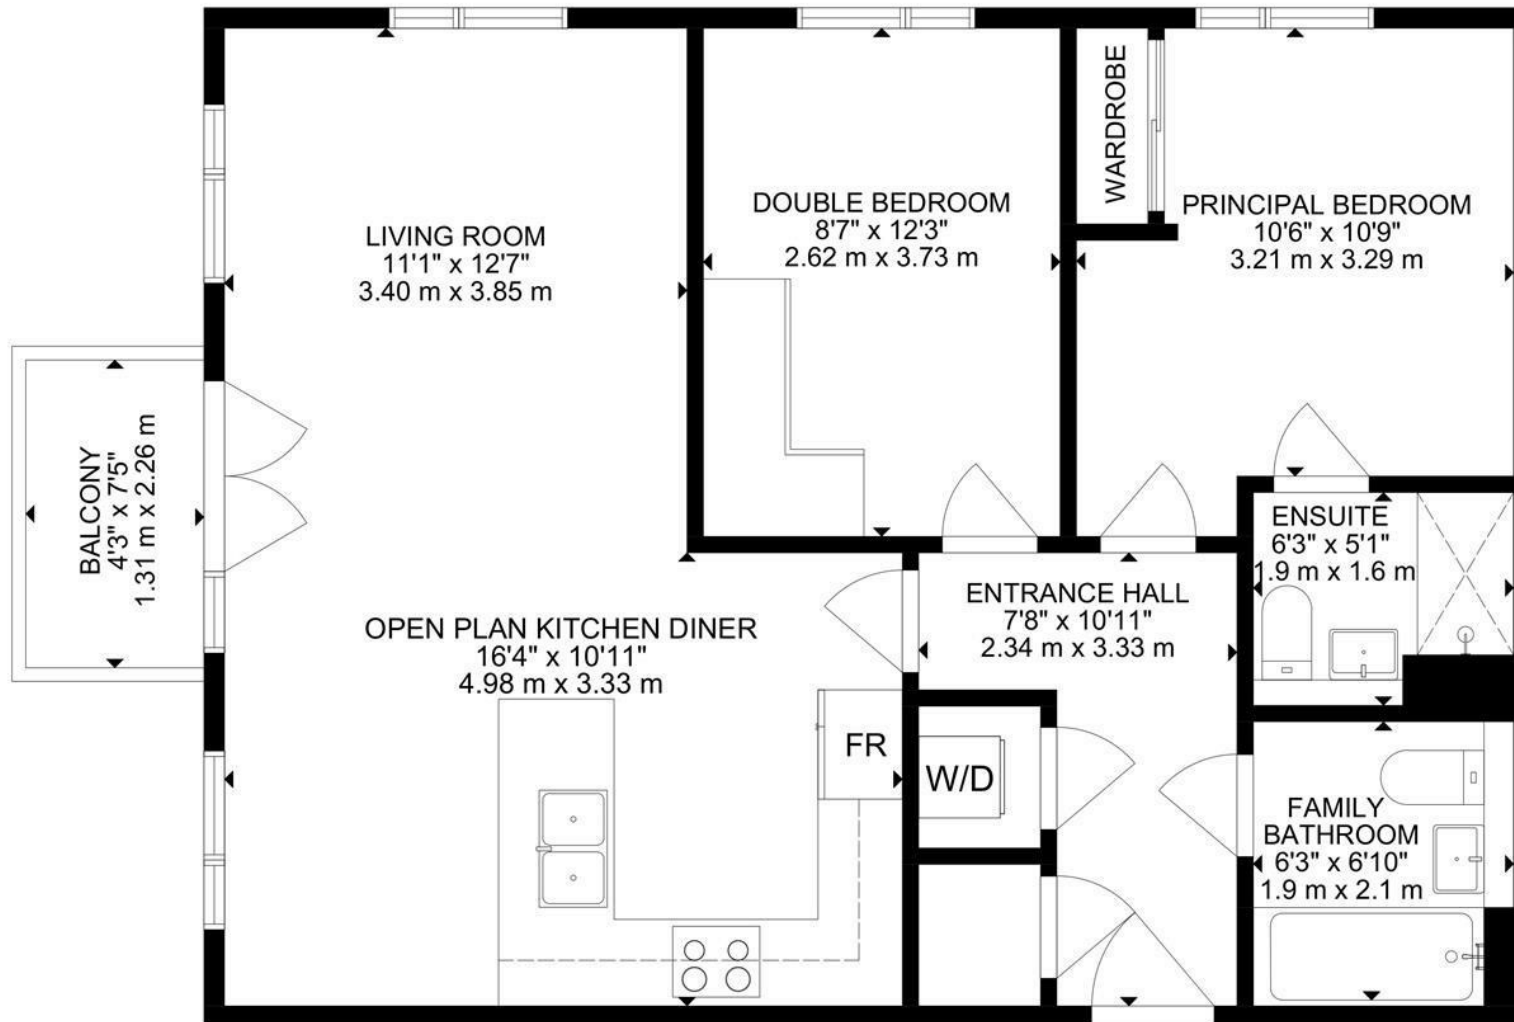 LIVING ROOM
11'1" x 12'7"
3.40 m x 3.85 m
DOUBLE BEDROOM
8'7" x 12'3"
2.62 m x 3.73 m
WARDROBE
PRINCIPAL BEDROOM
10'6" x 10'9"
3.21 m x 3.29 m
BALCONY
4'3" x 7'5"
1.31 m x 2.26 m
OPEN PLAN KITCHEN DINER
16'4" x 10'11"
4.98 m x 3.33 m
ENTRANCE HALL
7'8" x 10'11"
2.34 m x 3.33 m
ENSUITE
6'3" x 5'1"
1.9 m x 1.6 m
FR
W/D
FAMILY
BATHROOM
6'3" x 6'10"
1.9 m x 2.1 m